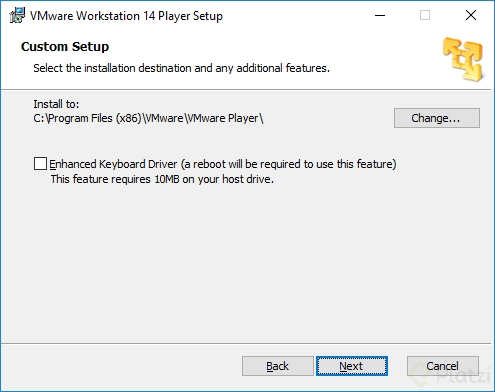 VMware Workstation 14 Player Setup
Custom Setup
Select the installation destination and any additional features.
Install to:
C:\Program Files (x86)\VMware\VMware Player\
Change...
Enhanced Keyboard Driver (a reboot will be required to use this feature)
This feature requires 10MB on your host drive.
Back
Next
Cancel
Platzi